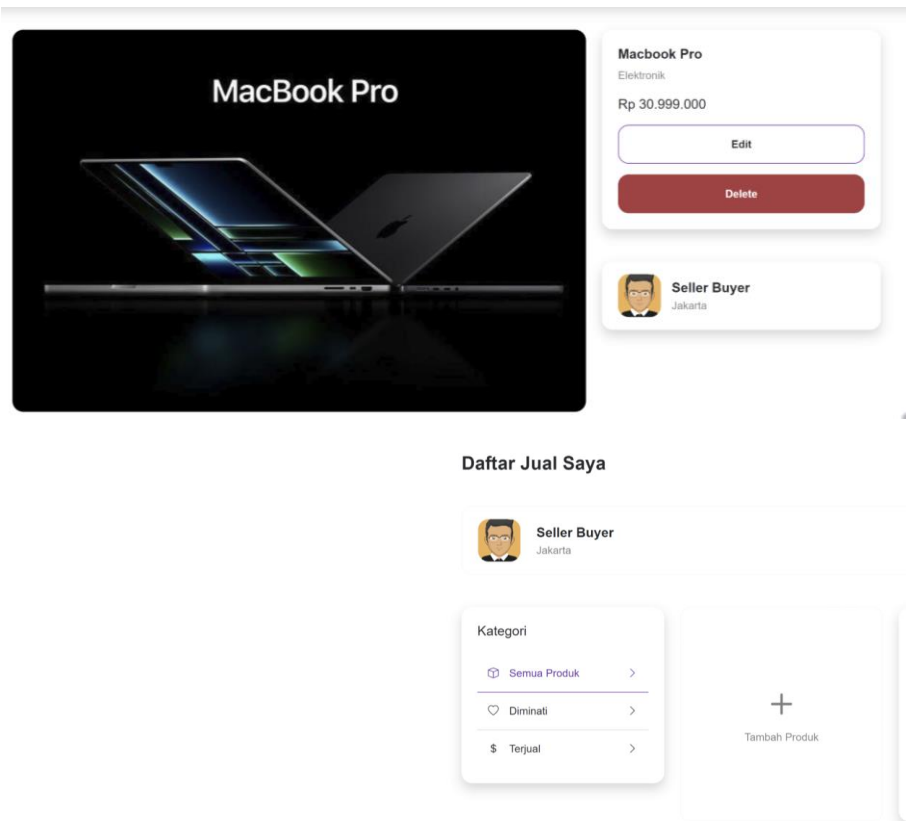 MacBook Pro
Macbook Pro
Elektronik
Rp 30.999.000
Edit
Delete
Seller Buyer
Jakarta
Daftar Jual Saya
Seller Buyer
Jakarta
Kategori
Semua Produk
Diminati
$ Terjual
Tambah Produk